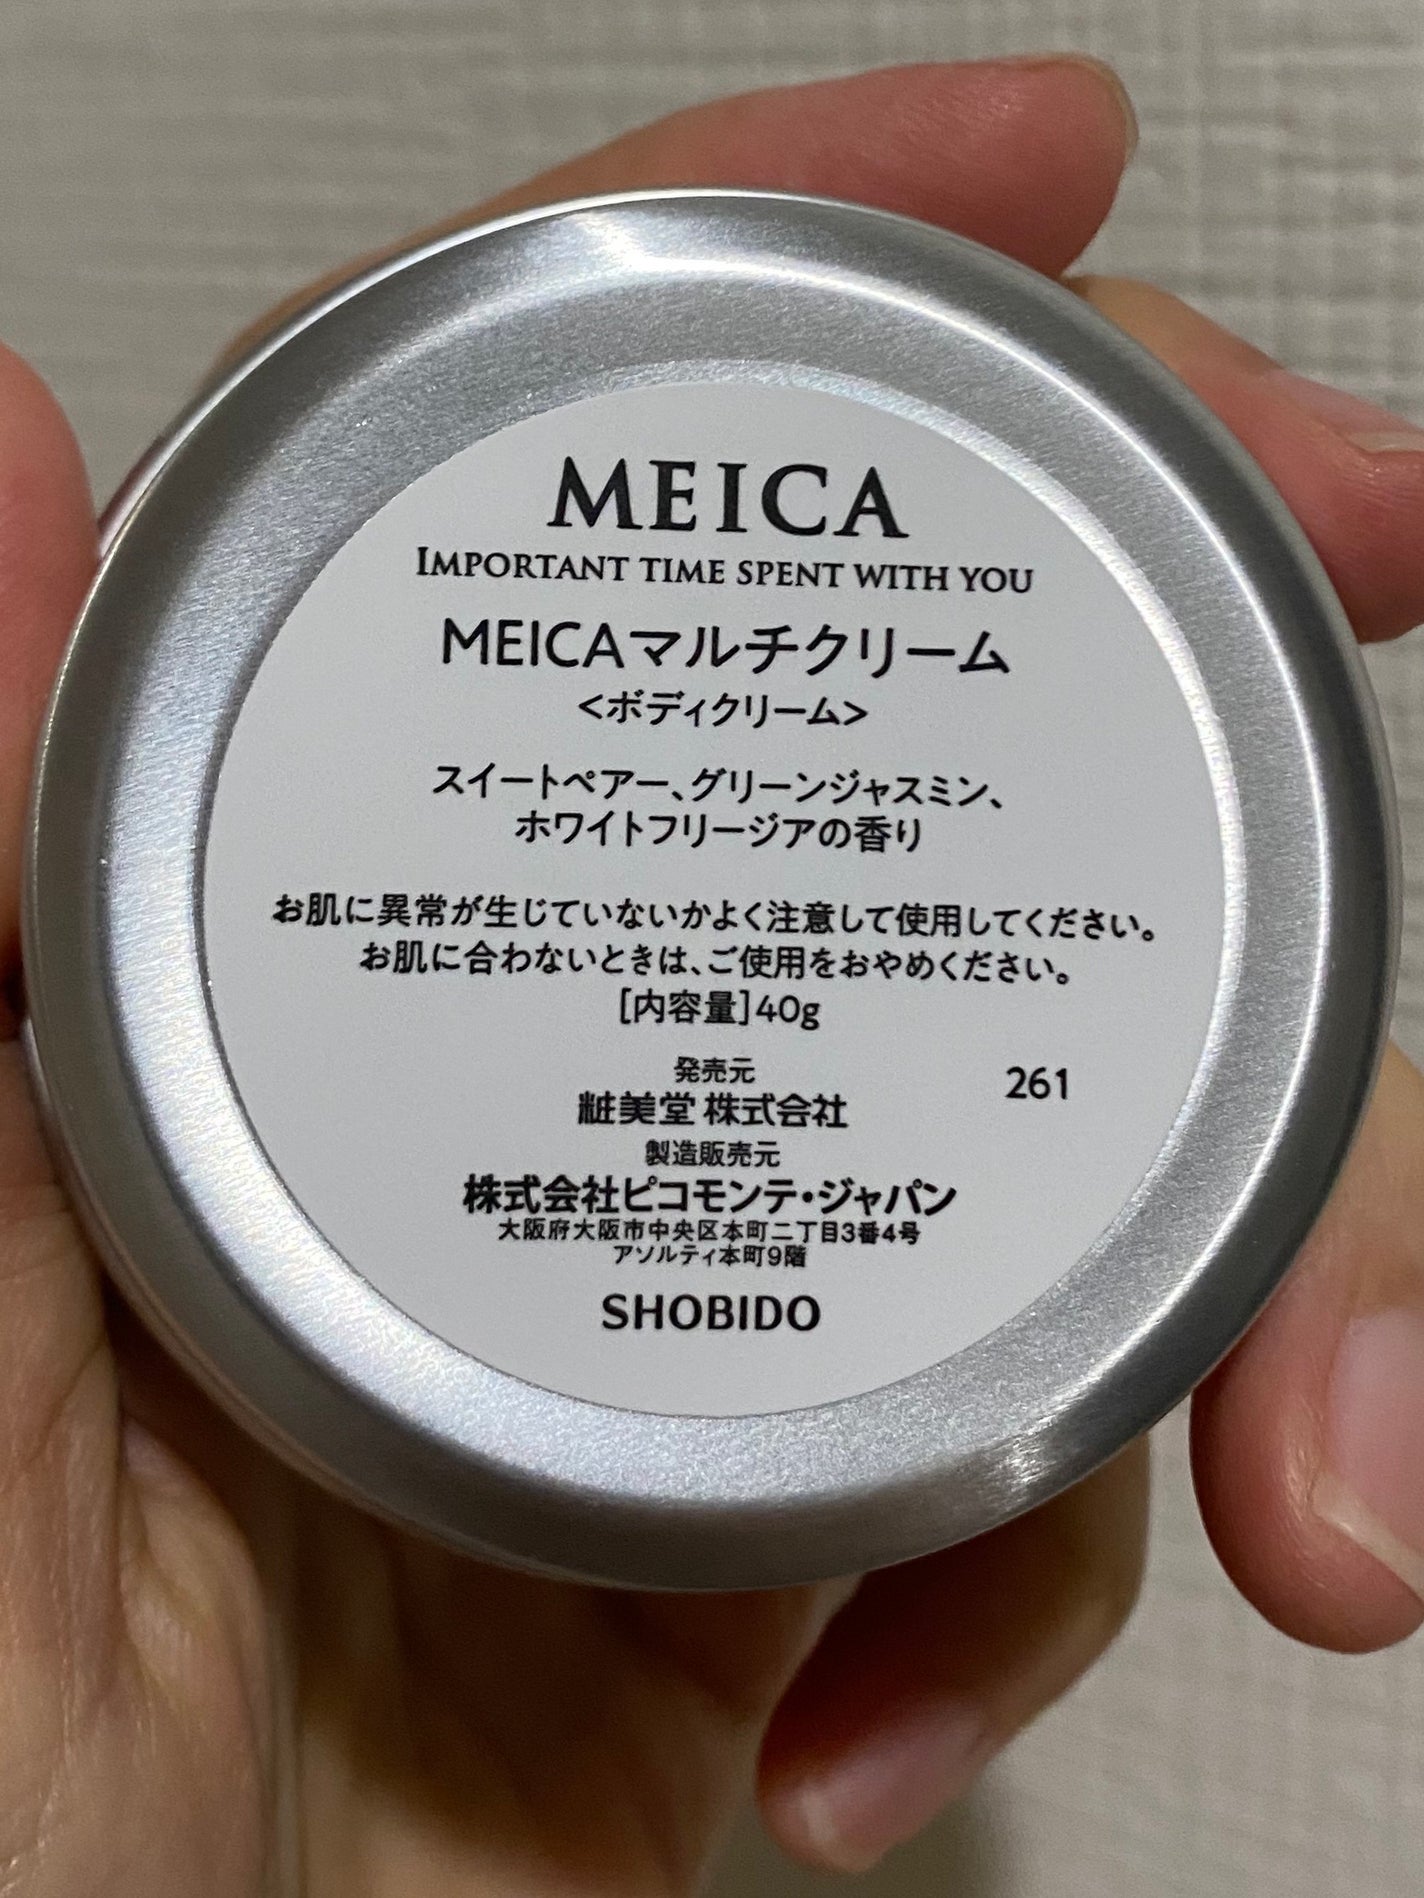 MEICA
IMPORTANT TIME SPENT WITH YOU
MEICAマルチクリーム
<ボディクリーム>
スイートペアー、グリーンジャスミン、
ホワイトフリージアの香り
お肌に異常が生じていないかよく注意して使用してください。
お肌に合わないときは、ご使用をおやめください。
[内容量]40g
発売元
粧美堂 株式会社
261
製造販売元
株式会社ピコモンテ・ジャパン
大阪府大阪市中央区本町二丁目3番4号
アソルティ本町9階
SHOBIDO